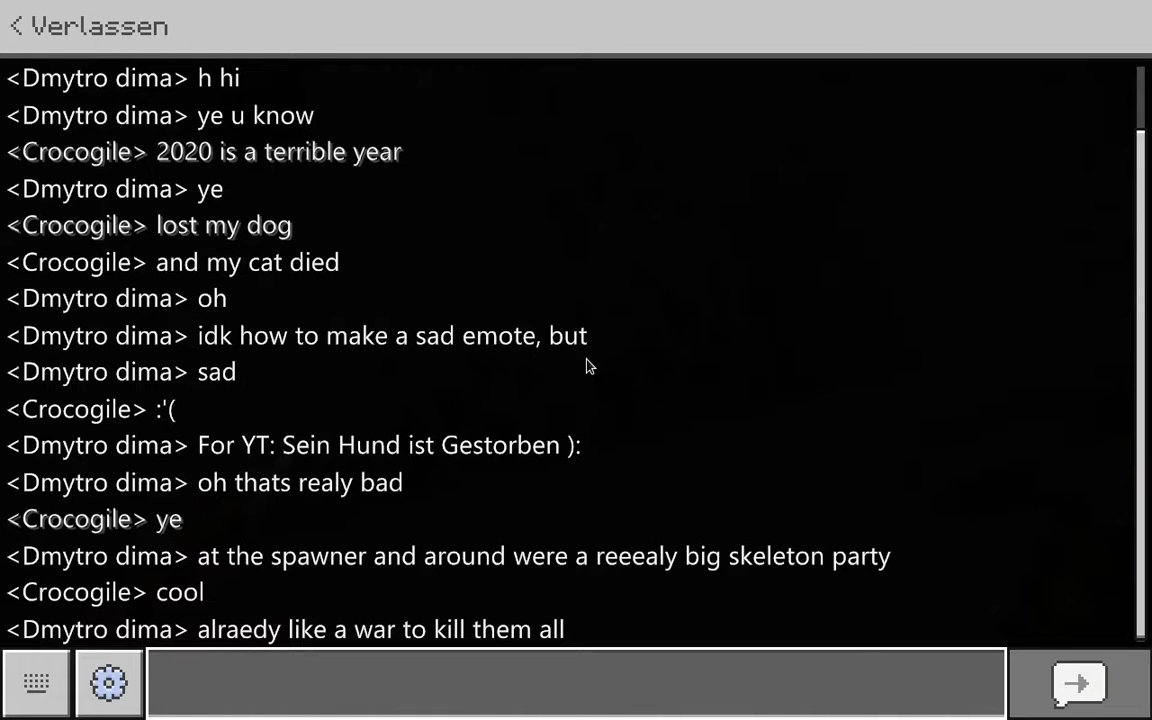 < Verlassen
<Dmytro dima> h hi
<Dmytro dima> ye u know
<Crocogile> 2020 is a terrible year
<Dmytro dima> ye
<Crocogile> lost my dog
<Crocogile> and my cat died
<Dmytro dima> oh
<Dmytro dima> idk how to make a sad emote, but
<Dmytro dima> sad
<Crocogile> :'(
<Dmytro dima> For YT: Sein Hund ist Gestorben ):
<Dmytro dima> oh thats realy bad
<Crocogile> ye
<Dmytro dima> at the spawner and around were a reeealy big skeleton party
<Crocogile> cool
<Dmytro dima> alraedy like a war to kill them all